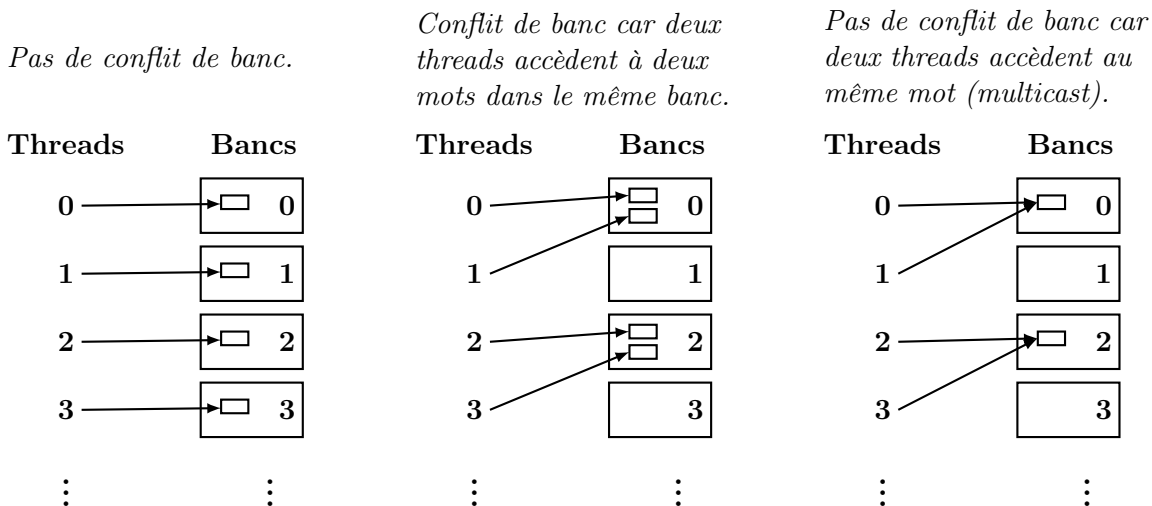 Pas de conflit de banc.
Threads Bancs
0 0
1 1
2 2
3 3
⋮ ⋮
Conflit de banc car deux
threads accèdent à deux
mots dans le même banc.
Threads Bancs
0 0
1 1
2 2
3 3
⋮ ⋮
Pas de conflit de banc car
deux threads accèdent au
même mot (multicast).
Threads Bancs
0 0
1 1
2 2
3 3
⋮ ⋮